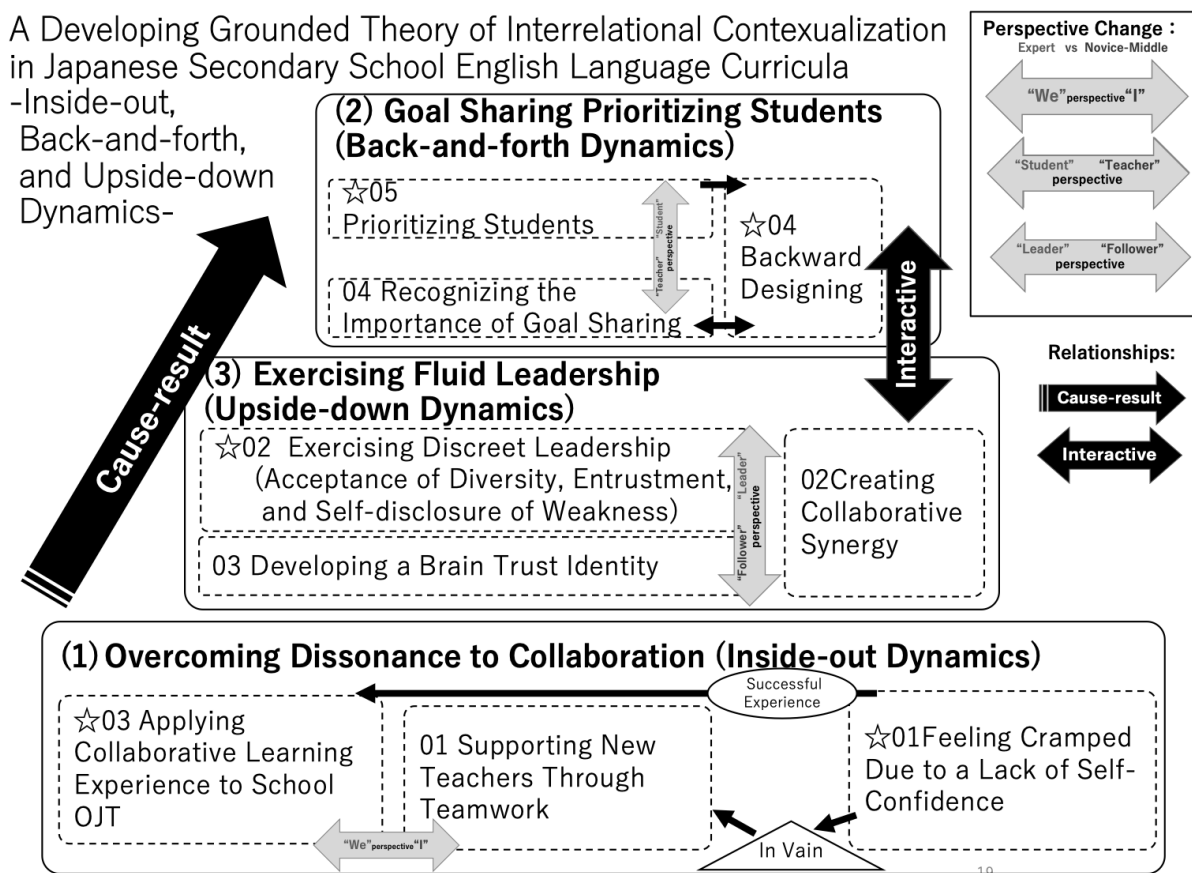 A Developing Grounded Theory of Interrelational Contexualization
in Japanese Secondary School English Language Curricula
-Inside-out,
Back-and-forth,
and Upside-down
Dynamics-
Perspective Change：
Expert vs Novice-Middle
"We" perspective "I"
"Student" "Teacher"
perspective
"Leader" "Follower"
perspective
Relationships:
Cause-result
Interactive
Cause-result
(2) Goal Sharing Prioritizing Students
(Back-and-forth Dynamics)
☆05
Prioritizing Students
"Teacher" "Student"
perspective
04 Recognizing the
Importance of Goal Sharing
☆04
Backward
Designing
Interactive
(3) Exercising Fluid Leadership
(Upside-down Dynamics)
☆02 Exercising Discreet Leadership
(Acceptance of Diversity, Entrustment,
and Self-disclosure of Weakness)
03 Developing a Brain Trust Identity
"Follower" "Leader"
perspective
02Creating
Collaborative
Synergy
(1) Overcoming Dissonance to Collaboration (Inside-out Dynamics)
Successful
Experience
☆03 Applying
Collaborative Learning
Experience to School
OJT
01 Supporting New
Teachers Through
Teamwork
☆01Feeling Cramped
Due to a Lack of Self-
Confidence
"We" perspective "I"
In Vain
19